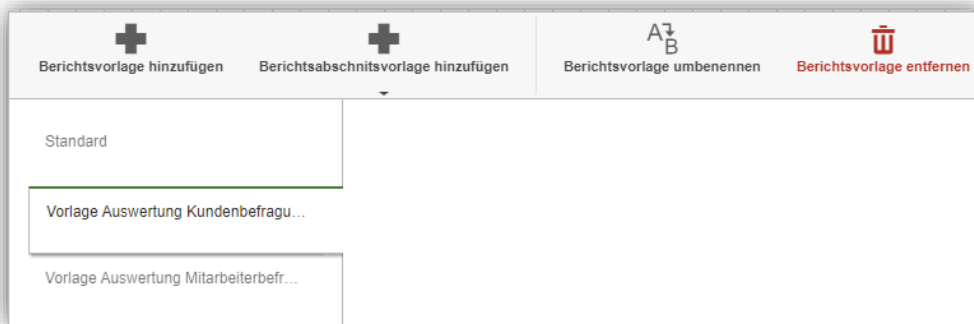 Berichtsvorlage hinzufügen
Berichtsabschnitsvorlage hinzufügen
A
B
Berichtsvorlage umbenennen
Berichtsvorlage entfernen
Standard
Vorlage Auswertung Kundenbefragu...
Vorlage Auswertung Mitarbeiterbefr...